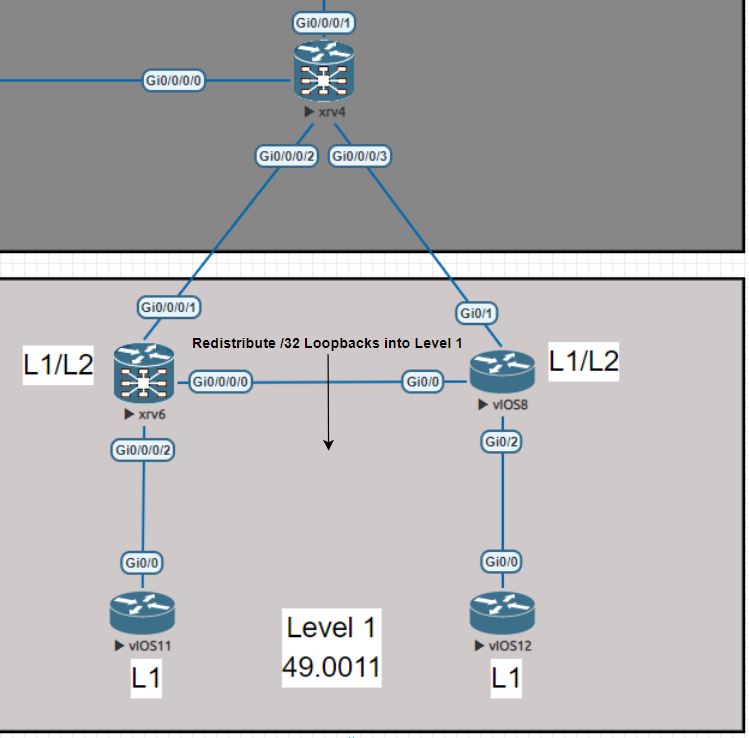 Gi0/0/0/1
Gi0/0/0/0
xrv4
Gi0/0/0/2 Gi0/0/0/3
Gi0/0/0/1
Gi0/1
Redistribute /32 Loopbacks into Level 1
L1/L2
L1/L2
Gi0/0/0/0
Gi0/0
xrv6
vIOS8
Gi0/0/0/2
Gi0/2
Gi0/0
Gi0/0
vIOS11
Level 1
49.0011
vIOS12
L1
L1